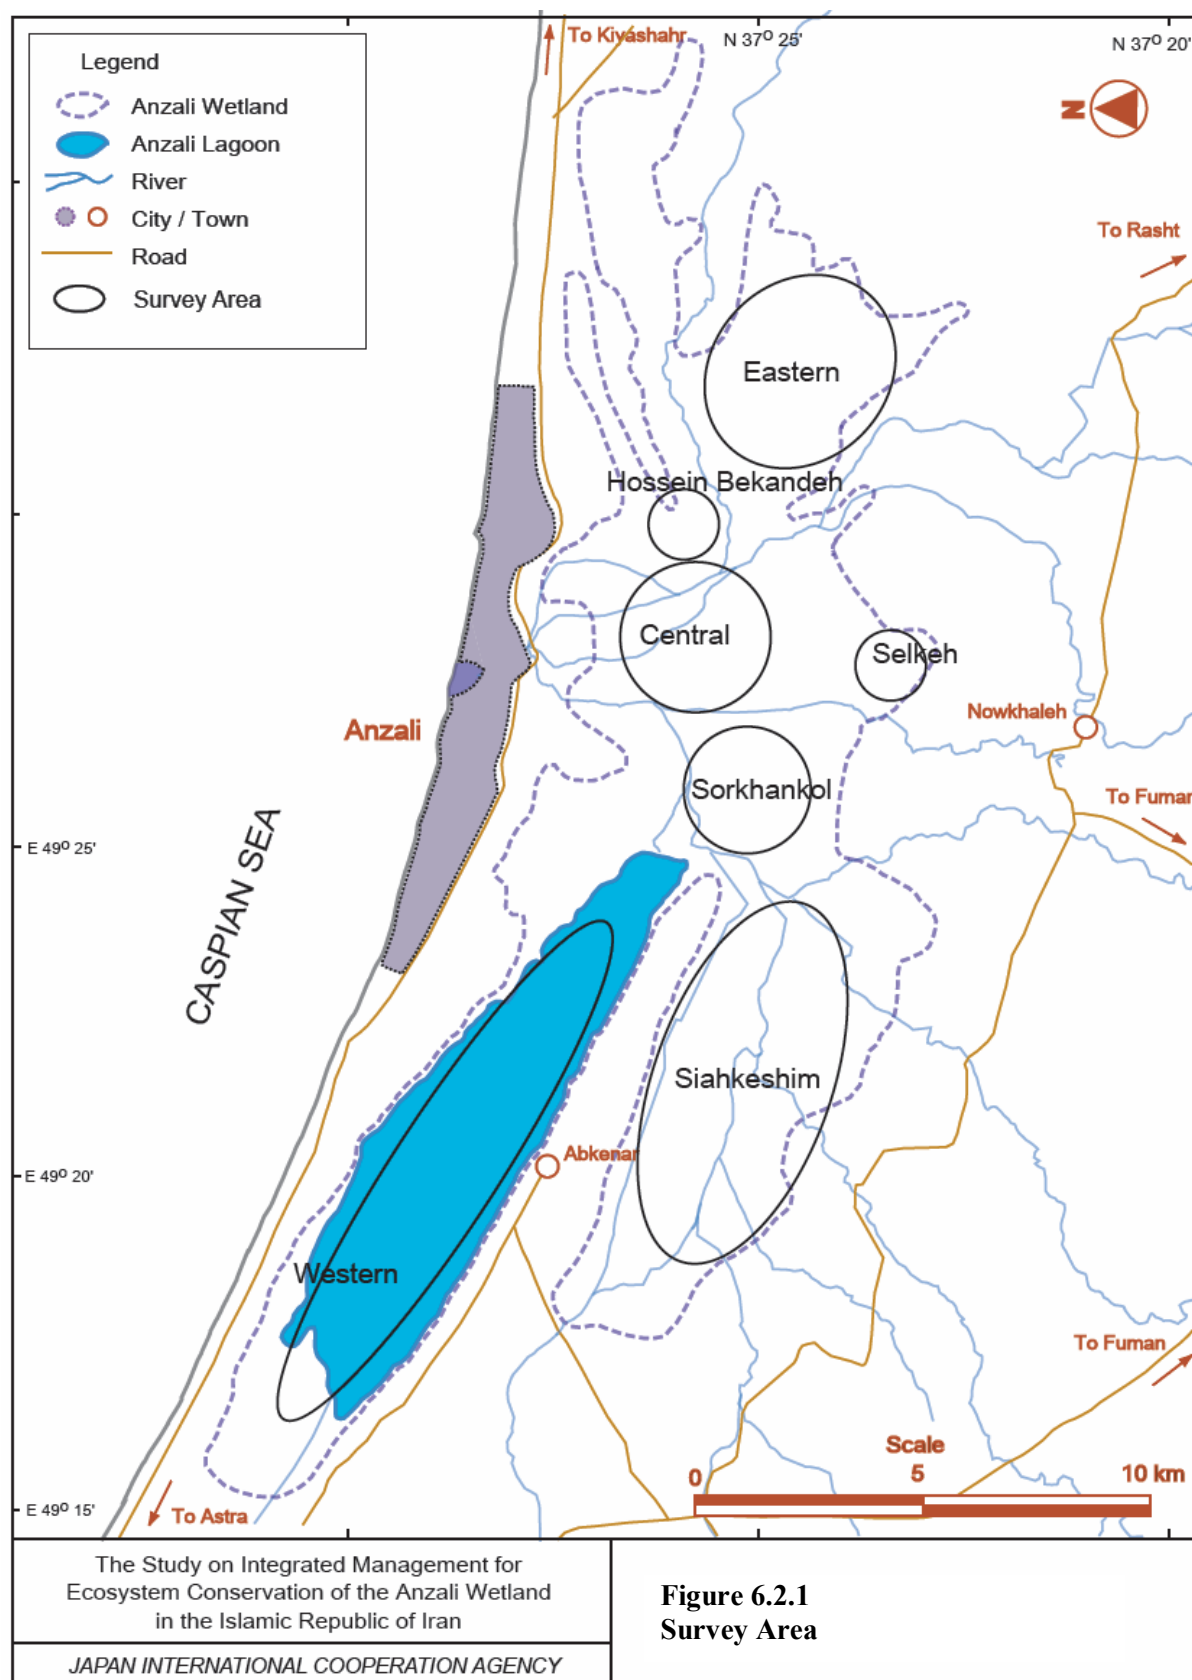 Legend
Anzali Wetland
Anzali Lagoon
River
City / Town
Road
Survey Area
To Kiyashahr
N 37° 25'
N 37° 20'
N
To Rasht
Eastern
Hossein Bekandeh
Central
Selkeh
Anzali
Nowkhaleh
Sorkhankol
To Fuman
CASPIAN SEA
E 49° 25'
Siahkeshim
Abkenar
E 49° 20'
Western
To Fuman
Scale
0 5 10 km
E 49° 15'
To Astra
The Study on Integrated Management for
Ecosystem Conservation of the Anzali Wetland
in the Islamic Republic of Iran
JAPAN INTERNATIONAL COOPERATION AGENCY
Figure 6.2.1
Survey Area